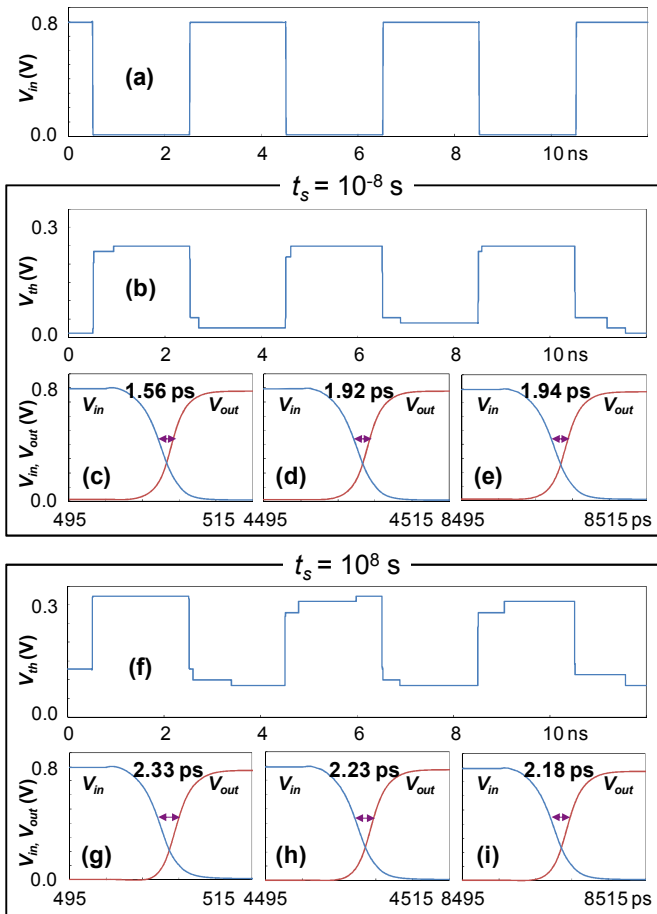 0.8
V_in (V)
(a)
0.0
0 2 4 6 8 10 ns
t_s = 10^-8 s
0.3
V_th (V)
(b)
0.0
0 2 4 6 8 10 ns
0.8
V_in, V_out (V)
1.56 ps 1.92 ps 1.94 ps
V_in V_out V_in V_out V_in V_out
(c) (d) (e)
0.0
495 515 4495 4515 8495 8515 ps
t_s = 10^8 s
0.3
V_th (V)
(f)
0.0
0 2 4 6 8 10 ns
0.8
V_in, V_out (V)
2.33 ps 2.23 ps 2.18 ps
V_in V_out V_in V_out V_in V_out
(g) (h) (i)
0.0
495 515 4495 4515 8495 8515 ps